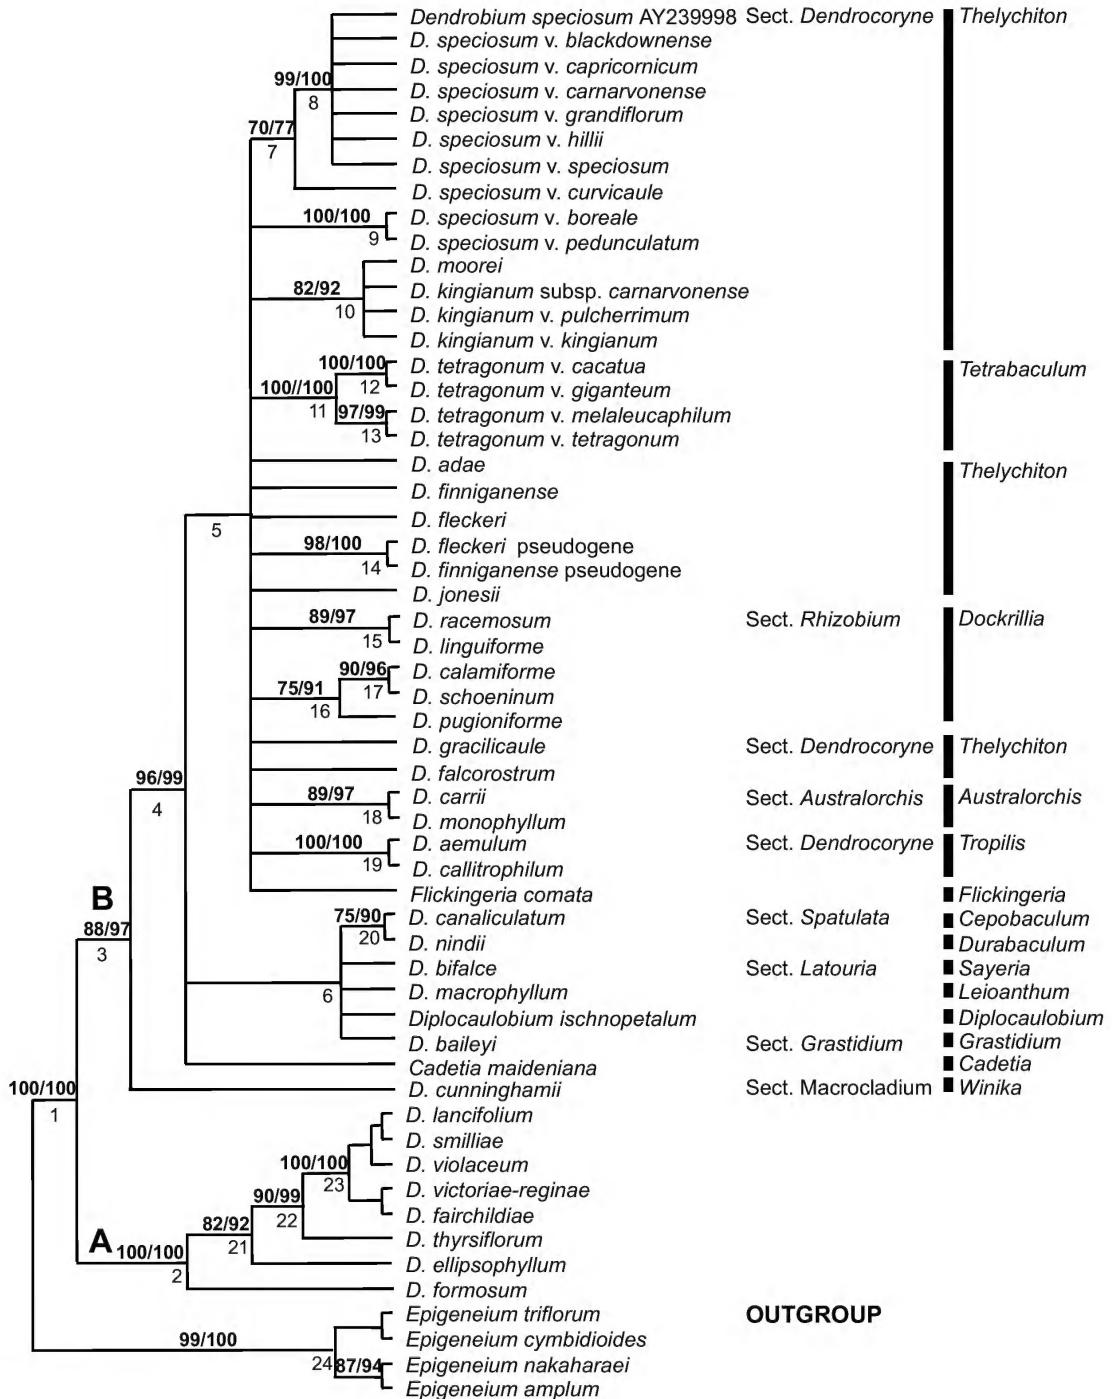 Dendrobium speciosum AY239998 Sect. Dendrocoryne Thelychiton
D. speciosum v. blackdownense
D. speciosum v. capricornicum
99/100
D. speciosum v. carnarvonense
8
D. speciosum v. grandiflorum
70/77
D. speciosum v. hillii
7
D. speciosum v. speciosum
D. speciosum v. curvicaule
100/100
D. speciosum v. boreale
9
D. speciosum v. pedunculatum
D. moorei
82/92
D. kingianum subsp. carnarvonense
10
D. kingianum v. pulcherrimum
D. kingianum v. kingianum
100/100
D. tetragonum v. cacatua
Tetrabaculum
12
100//100
D. tetragonum v. giganteum
11
97/99
D. tetragonum v. melaleucaphilum
13
D. tetragonum v. tetragonum
D. adae
Thelychiton
D. finniganense
5
D. fleckeri
98/100
D. fleckeri pseudogene
14
D. finniganense pseudogene
D. jonesii
89/97
D. racemosum Sect. Rhizobium Dockrillia
15
D. linguiforme
90/96
D. calamiforme
75/91
17
D. schoeninum
16
D. pugioniforme
D. gracilicaule Sect. Dendrocoryne Thelychiton
96/99
D. falcorostrum
4
89/97
D. carrii Sect. Australorchis Australorchis
18
D. monophyllum
100/100
D. aemulum Sect. Dendrocoryne Tropilis
19
D. callitrophilum
B
Flickingeria comata Flickingeria
88/97
75/90
D. canaliculatum Sect. Spatulata Cepobaculum
3
20
D. nindii Durabaculum
D. bifalce Sect. Latouria Sayeria
6
D. macrophyllum Leioanthum
Diplocaulobium ischnopetalum Diplocaulobium
D. baileyi Sect. Grastidium Grastidium
Cadetia maideniana Cadetia
100/100
D. cunninghamii Sect. Macrocladium Winika
1
D. lancifolium
D. smilliae
100/100
D. violaceum
23
90/99
D. victoriae-reginae
22
D. fairchildiae
82/92
D. thyrsiflorum
21
A
100/100
D. ellipsophyllum
2
D. formosum
Epigeneium triflorum OUTGROUP
99/100
Epigeneium cymbidioides
24
87/94
Epigeneium nakaharaei
Epigeneium amplum